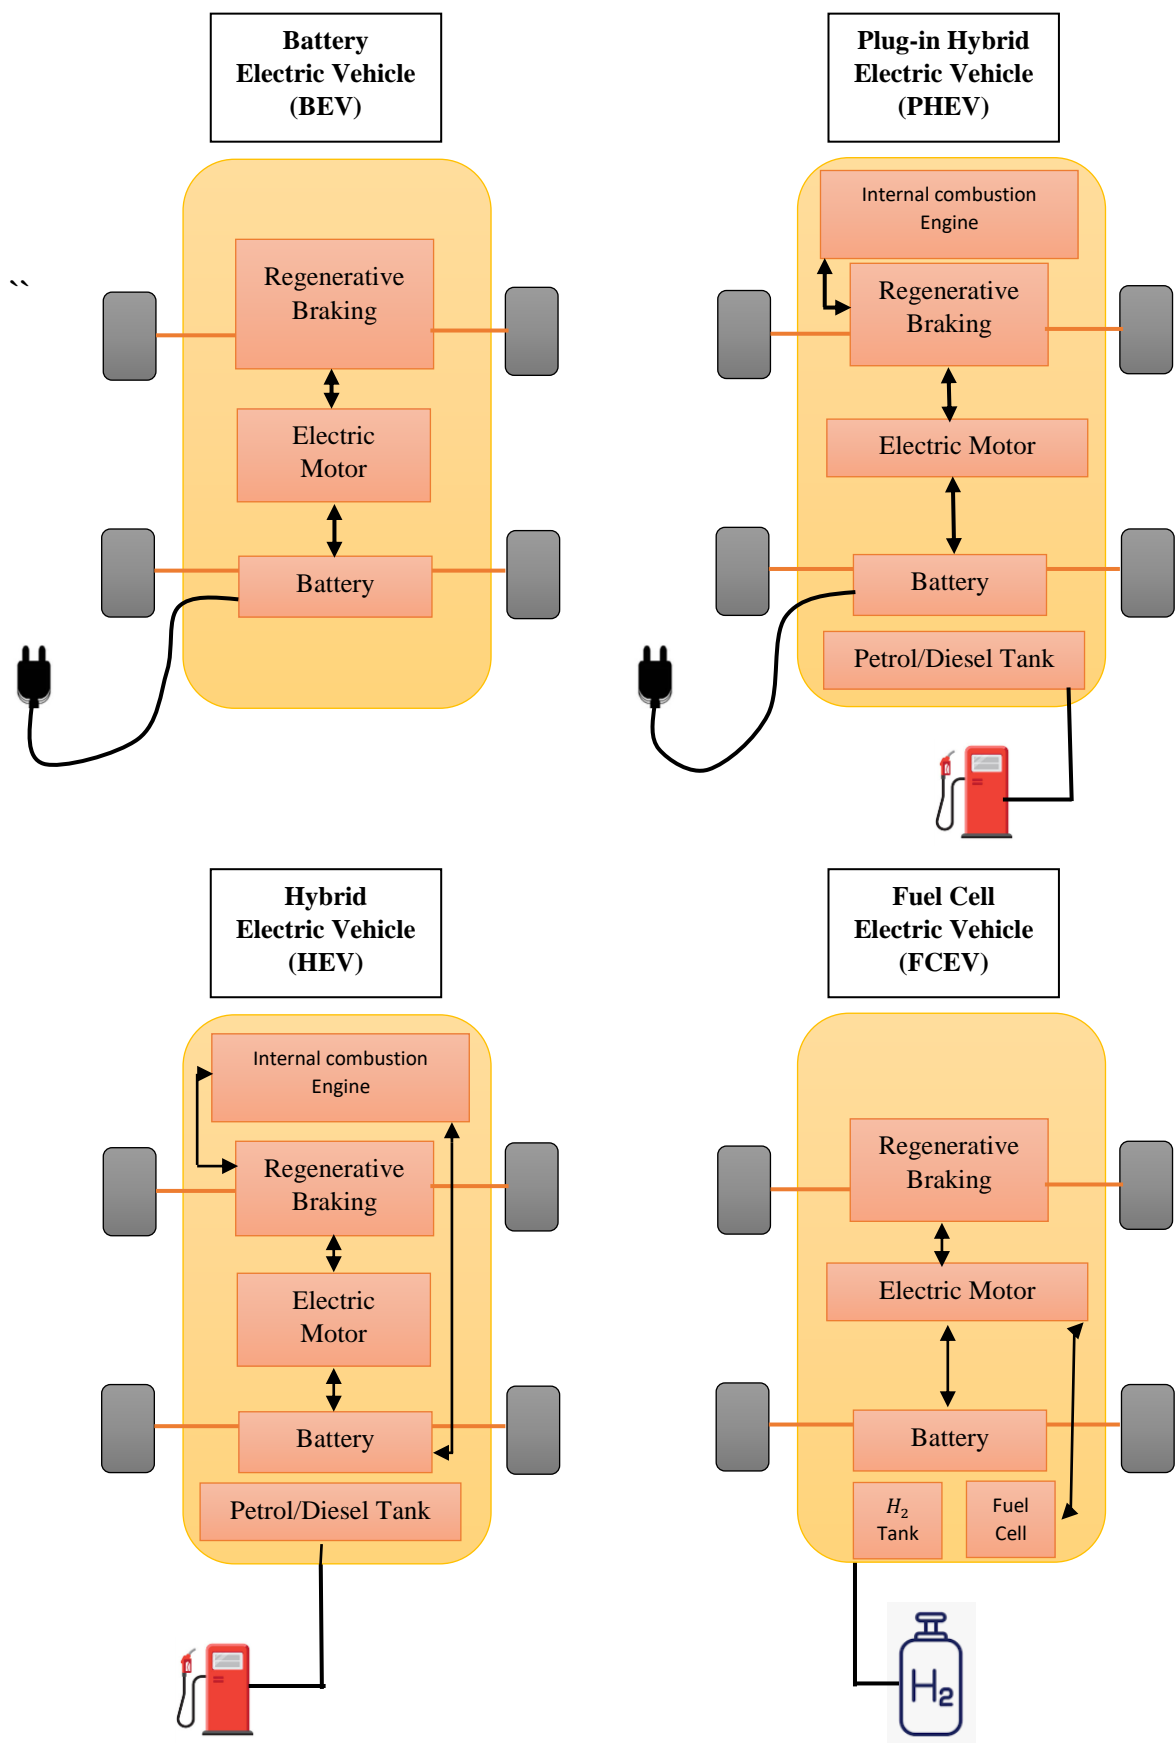 Battery
Electric Vehicle
(BEV)
Plug-in Hybrid
Electric Vehicle
(PHEV)
Regenerative
Braking
Electric
Motor
Battery
Internal combustion
Engine
Regenerative
Braking
Electric Motor
Battery
Petrol/Diesel Tank
``
Hybrid
Electric Vehicle
(HEV)
Fuel Cell
Electric Vehicle
(FCEV)
Internal combustion
Engine
Regenerative
Braking
Electric
Motor
Battery
Petrol/Diesel Tank
Regenerative
Braking
Electric Motor
Battery
H₂
Tank
Fuel
Cell
H₂